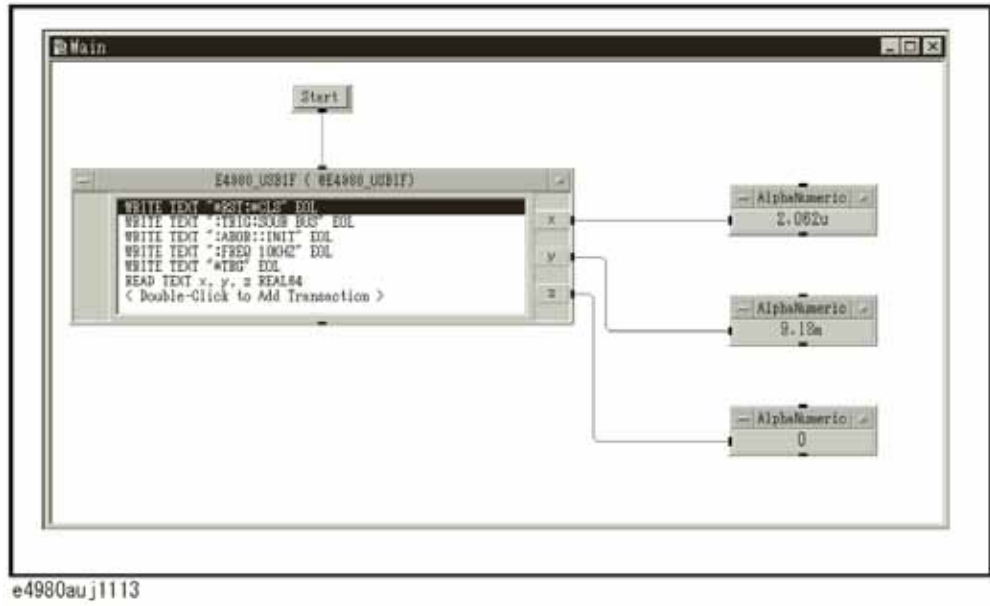 Main
Start
E4980_USBIF ( @E4980_USBIF)
WRITE TEXT "*RST;*CLS" EOL
WRITE TEXT ":TRIG:SOUR BUS" EOL
WRITE TEXT ":ABOR::INIT" EOL
WRITE TEXT ":FREQ 10KHZ" EOL
WRITE TEXT "*TRG" EOL
READ TEXT x, y, z REAL64
< Double-Click to Add Transaction >
x
y
z
AlphaNumeric
2.062u
AlphaNumeric
9.18m
AlphaNumeric
0
e4980auj1113